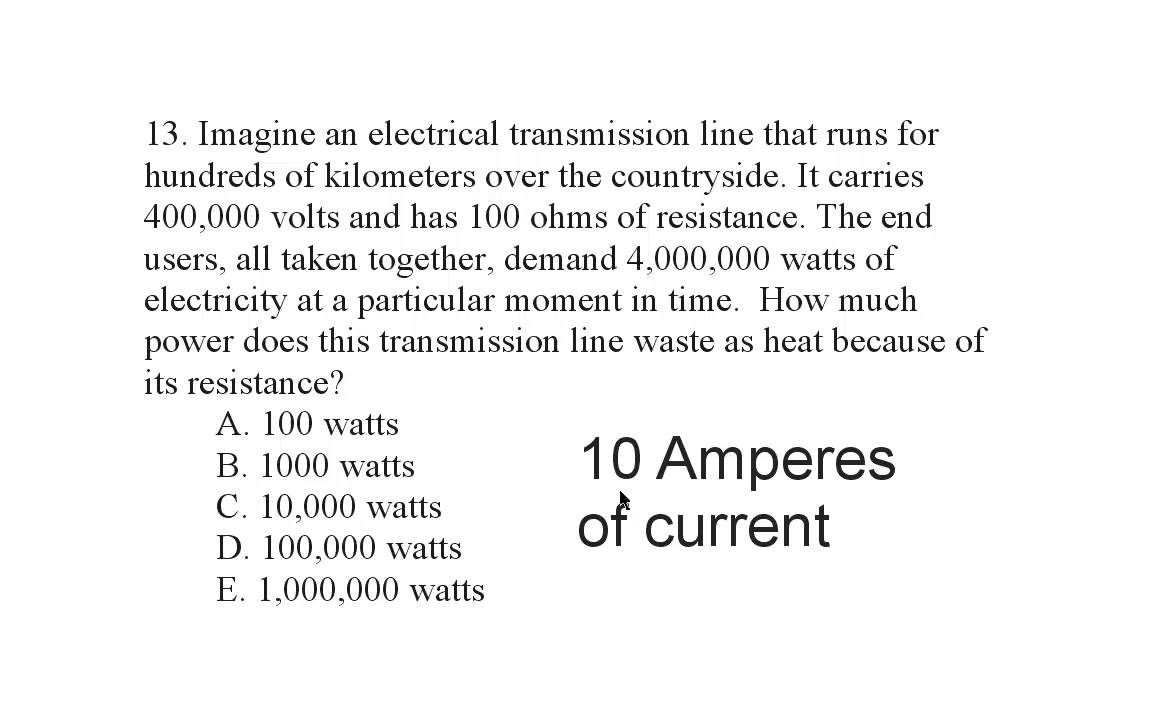 13. Imagine an electrical transmission line that runs for
hundreds of kilometers over the countryside. It carries
400,000 volts and has 100 ohms of resistance. The end
users, all taken together, demand 4,000,000 watts of
electricity at a particular moment in time.  How much
power does this transmission line waste as heat because of
its resistance?
A. 100 watts
B. 1000 watts
C. 10,000 watts
D. 100,000 watts
E. 1,000,000 watts
10 Amperes
of current